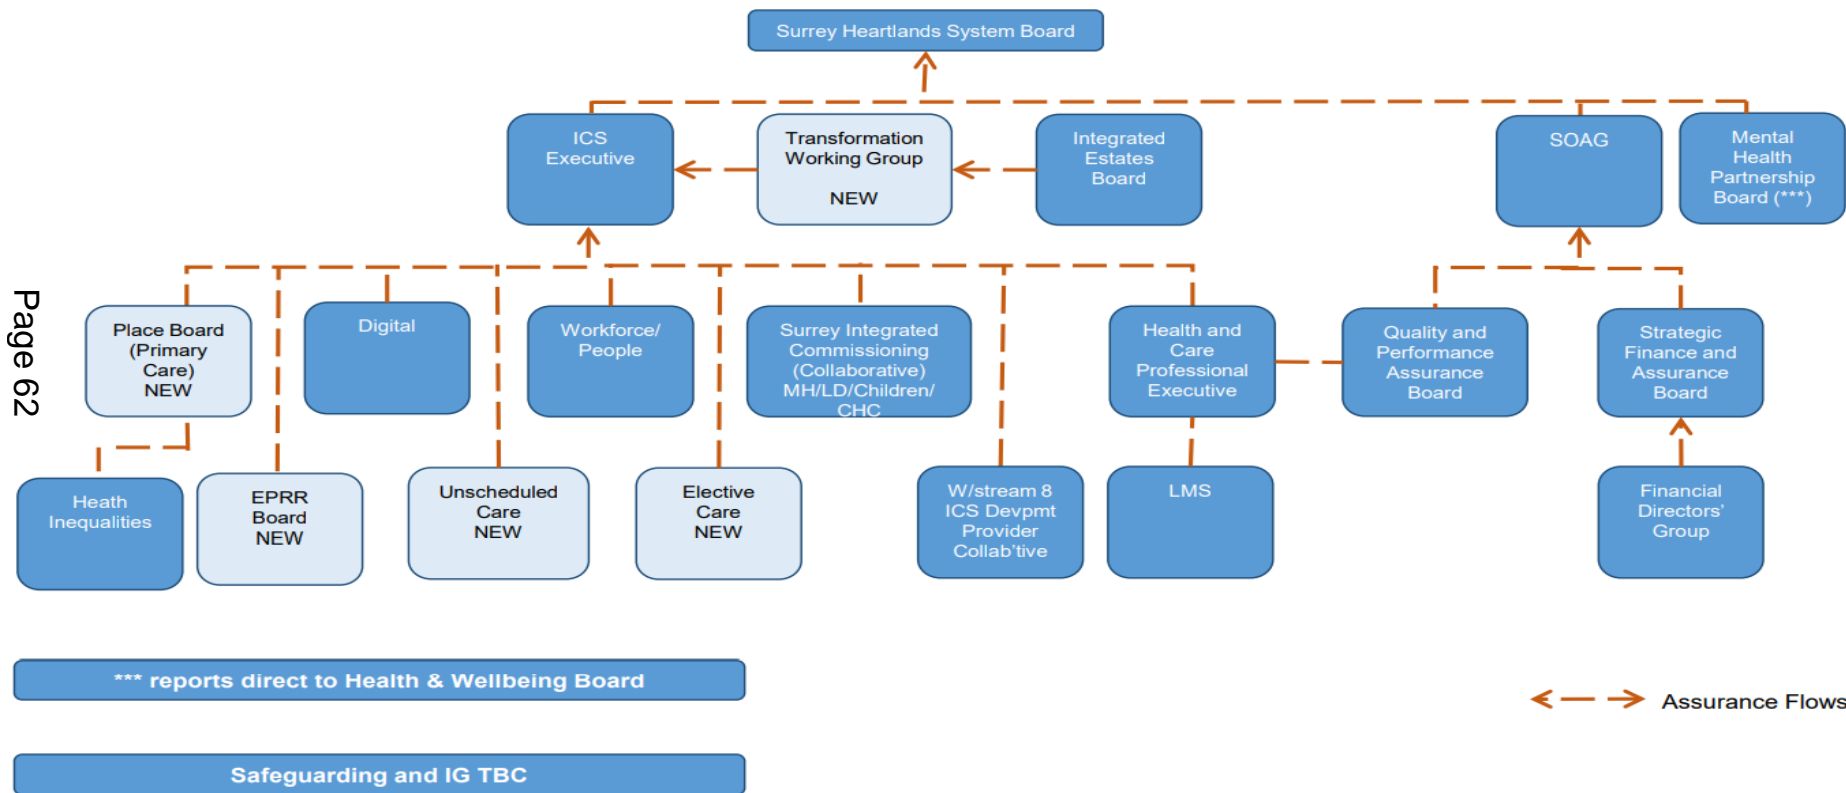 Surrey Heartlands System Board
ICS
Executive
Transformation
Working Group
NEW
Integrated
Estates
Board
SOAG
Mental
Health
Partnership
Board (***)
Page 62
Place Board
(Primary
Care)
NEW
Digital
Workforce/
People
Surrey Integrated
Commissioning
(Collaborative)
MH/LD/Children/
CHC
Health and
Care
Professional
Executive
Quality and
Performance
Assurance
Board
Strategic
Finance and
Assurance
Board
Heath
Inequalities
EPRR
Board
NEW
Unscheduled
Care
NEW
Elective
Care
NEW
W/stream 8
ICS Devpmt
Provider
Collab'tive
LMS
Financial
Directors'
Group
*** reports direct to Health & Wellbeing Board
Assurance Flows
Safeguarding and IG TBC